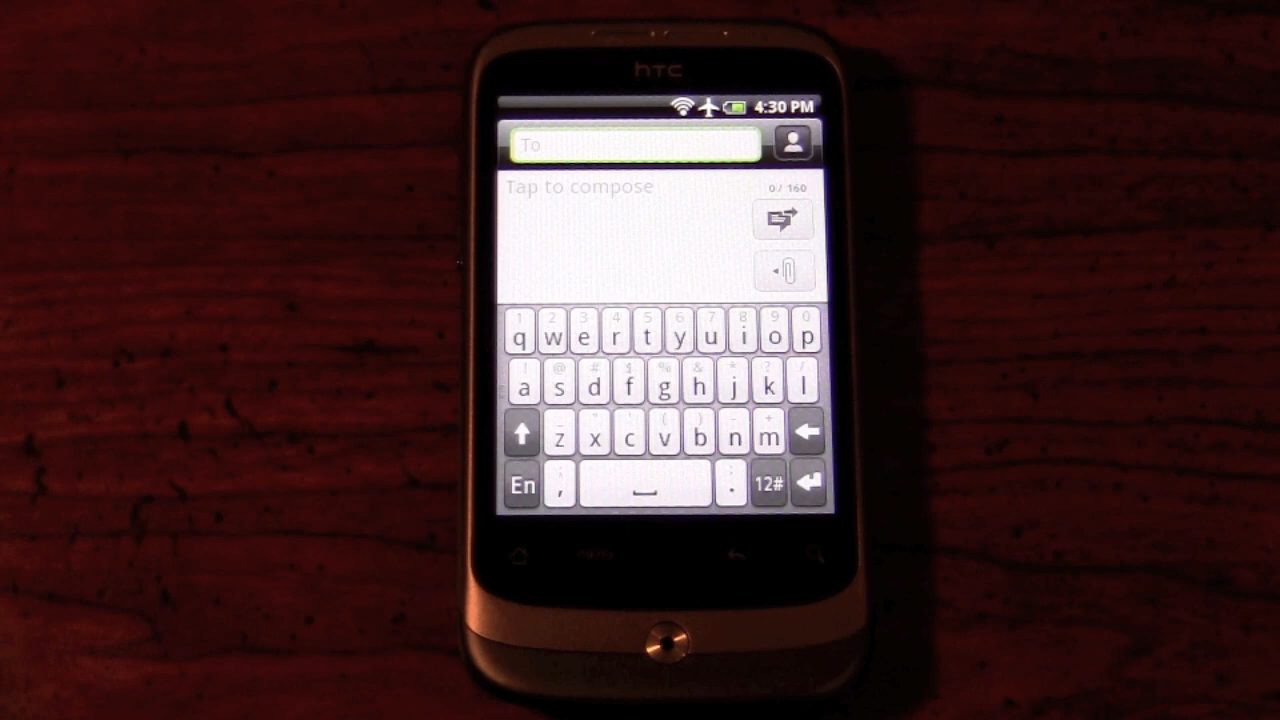 hTC
4:30 PM
To
Tap to compose
0/ 160
1 2 3 4 5 6 7 8 9 0
q w e r t y u i o p
! @ # $ % & * ? /
a s d f g h j k l
_ " ' ( ) - +
z x c v b n m
En , . 12#
MENU